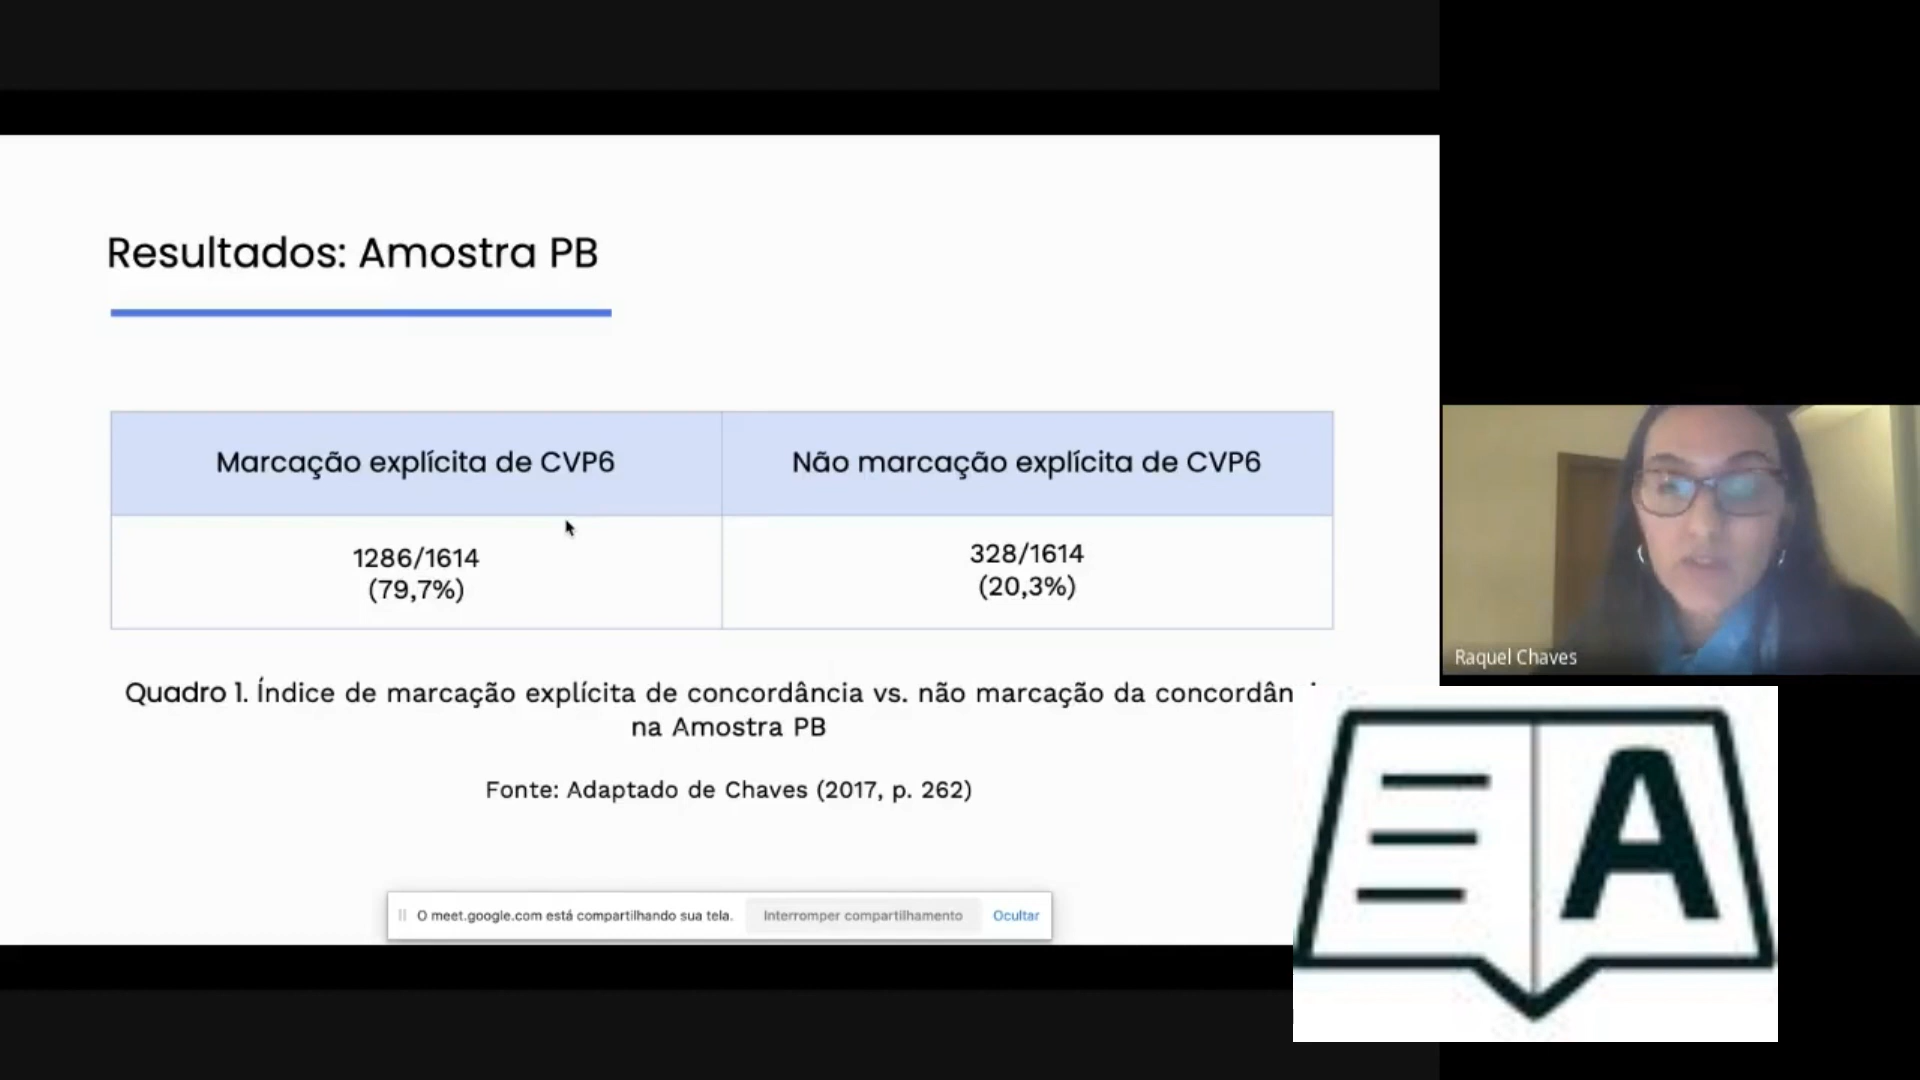 Resultados: Amostra PB
Marcação explícita de CVP6
Não marcação explícita de CVP6
1286/1614
(79,7%)
328/1614
(20,3%)
Quadro 1. Índice de marcação explícita de concordância vs. não marcação da concordân
na Amostra PB
Fonte: Adaptado de Chaves (2017, p. 262)
O meet.google.com está compartilhando sua tela.
Interromper compartilhamento
Ocultar
Raquel Chaves
A